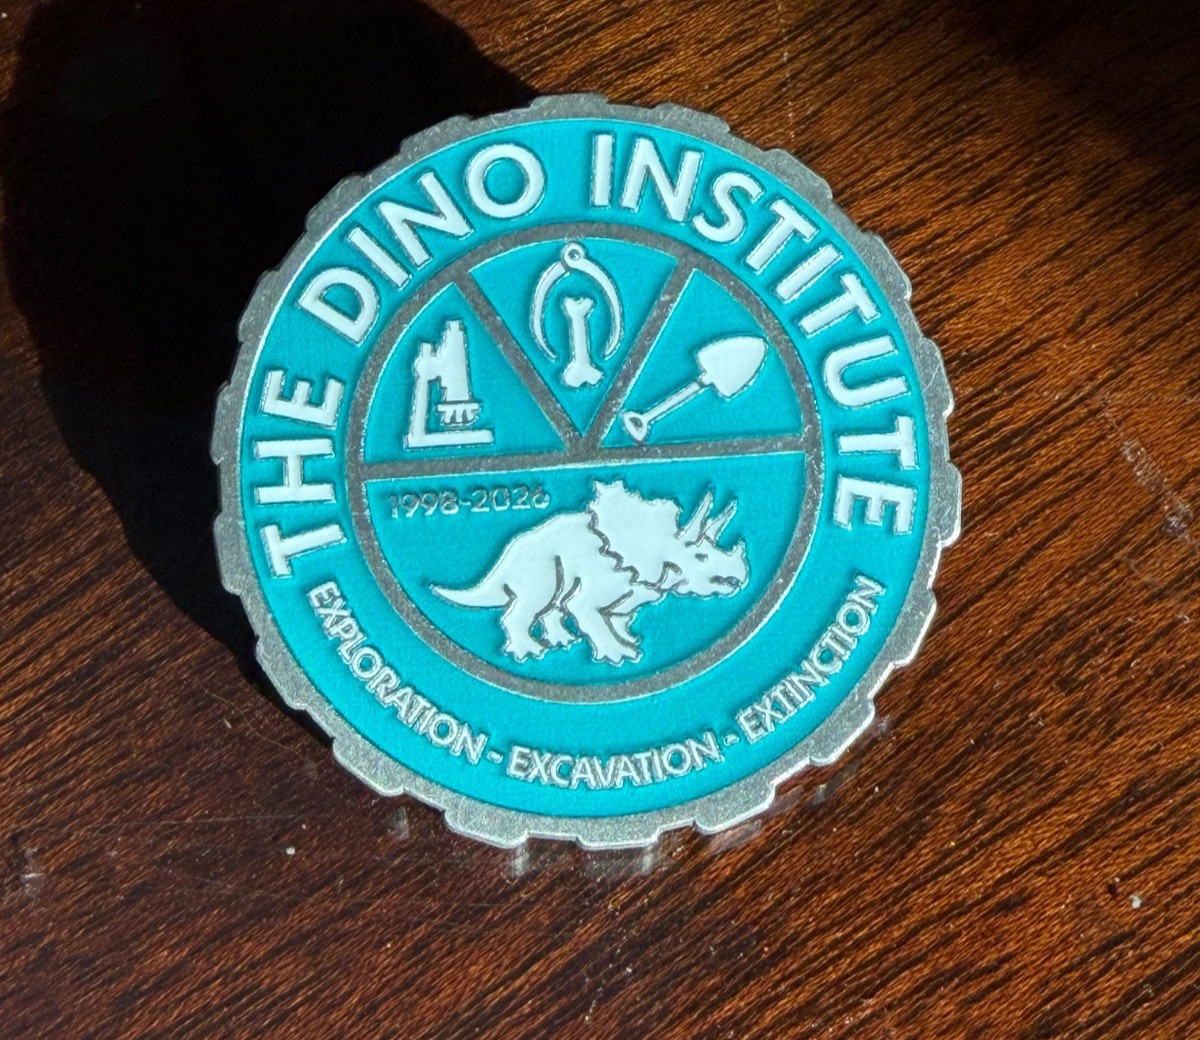 THE DINO INSTITUTE
1998-2026
EXPLORATION - EXCAVATION - EXTINCTION